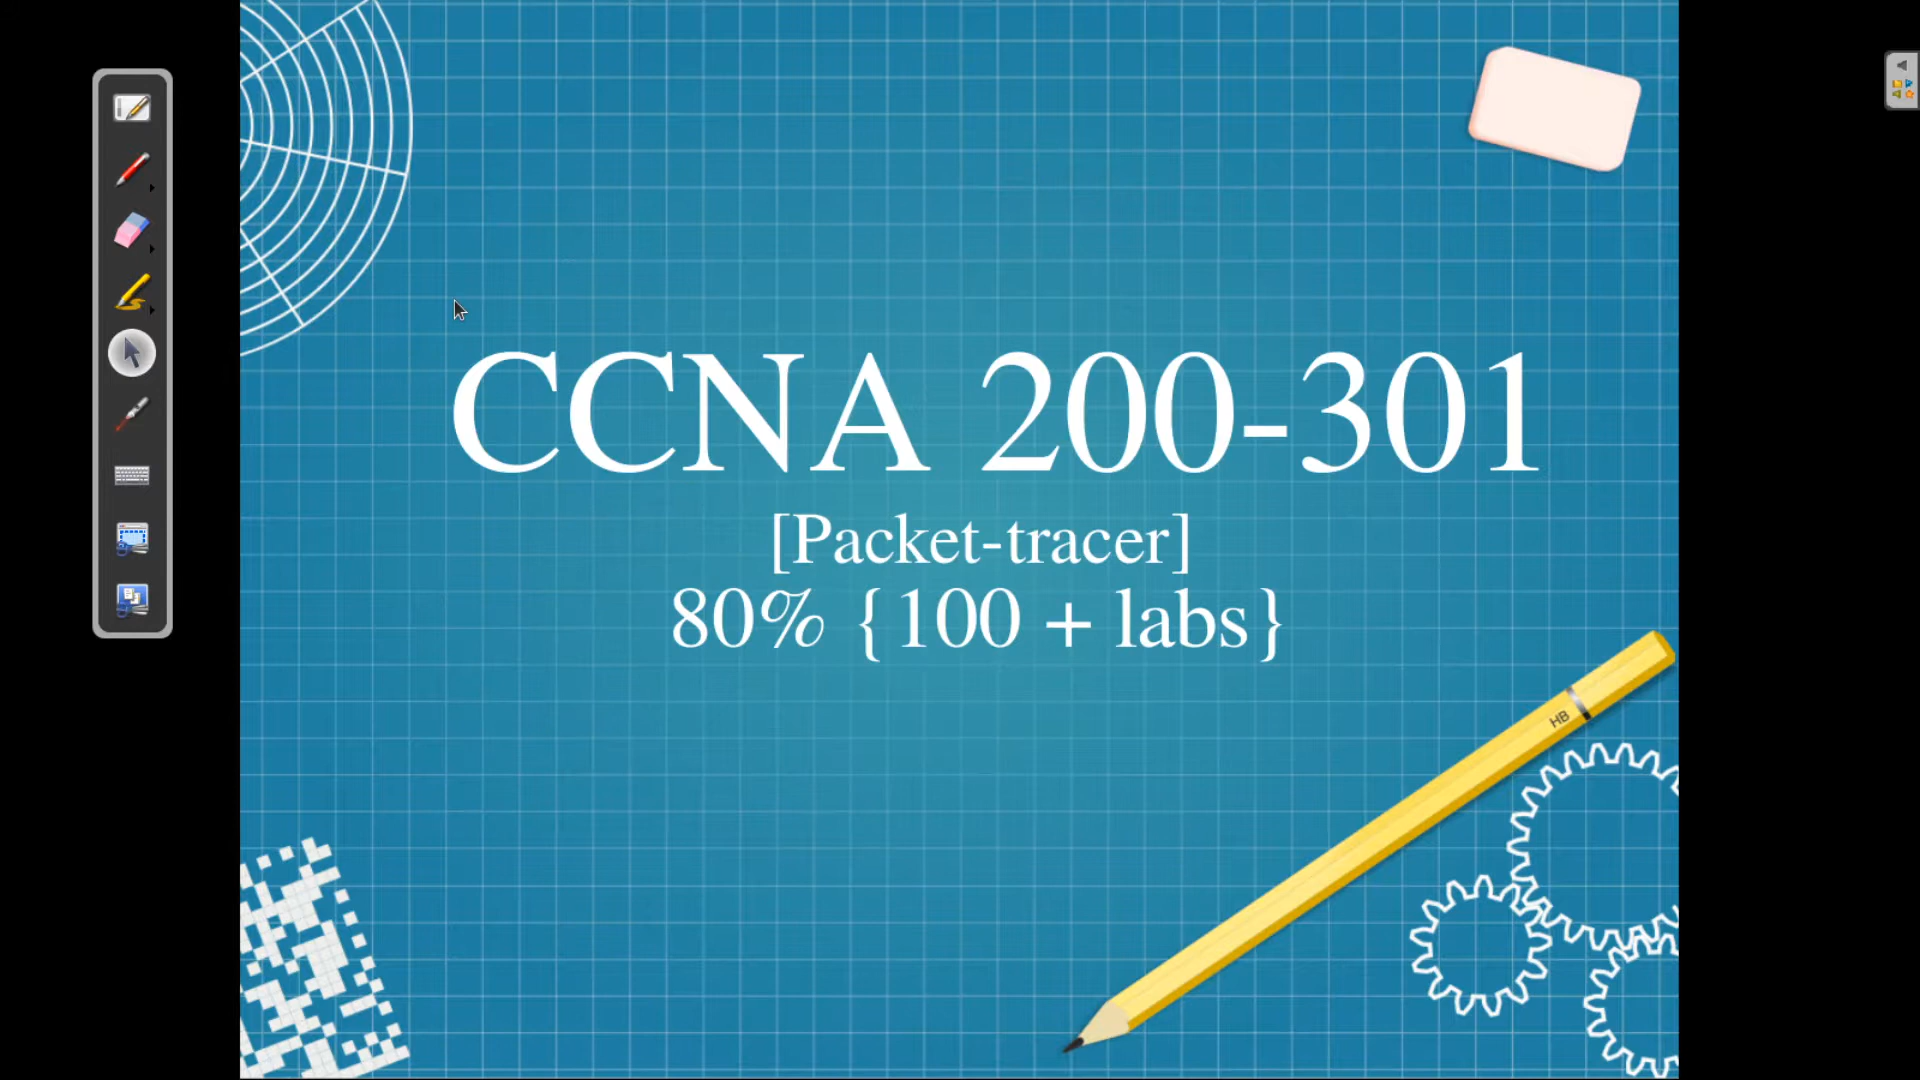 CCNA 200-301
[Packet-tracer]
80% {100 + labs}
HB